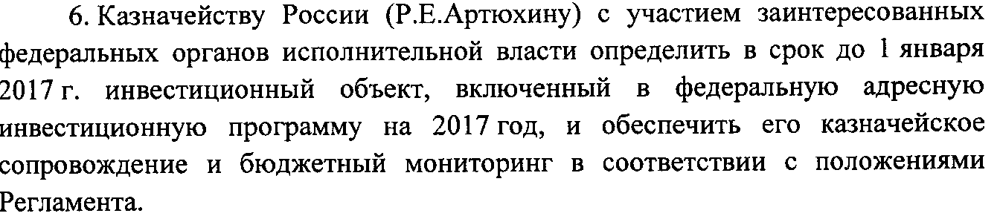 6. Казначейству России (Р.Е.Артюхину) с участием заинтересованных
федеральных органов исполнительной власти определить в срок до 1 января
2017 г. инвестиционный объект, включенный в федеральную адресную
инвестиционную программу на 2017 год, и обеспечить его казначейское
сопровождение и бюджетный мониторинг в соответствии с положениями
Регламента.